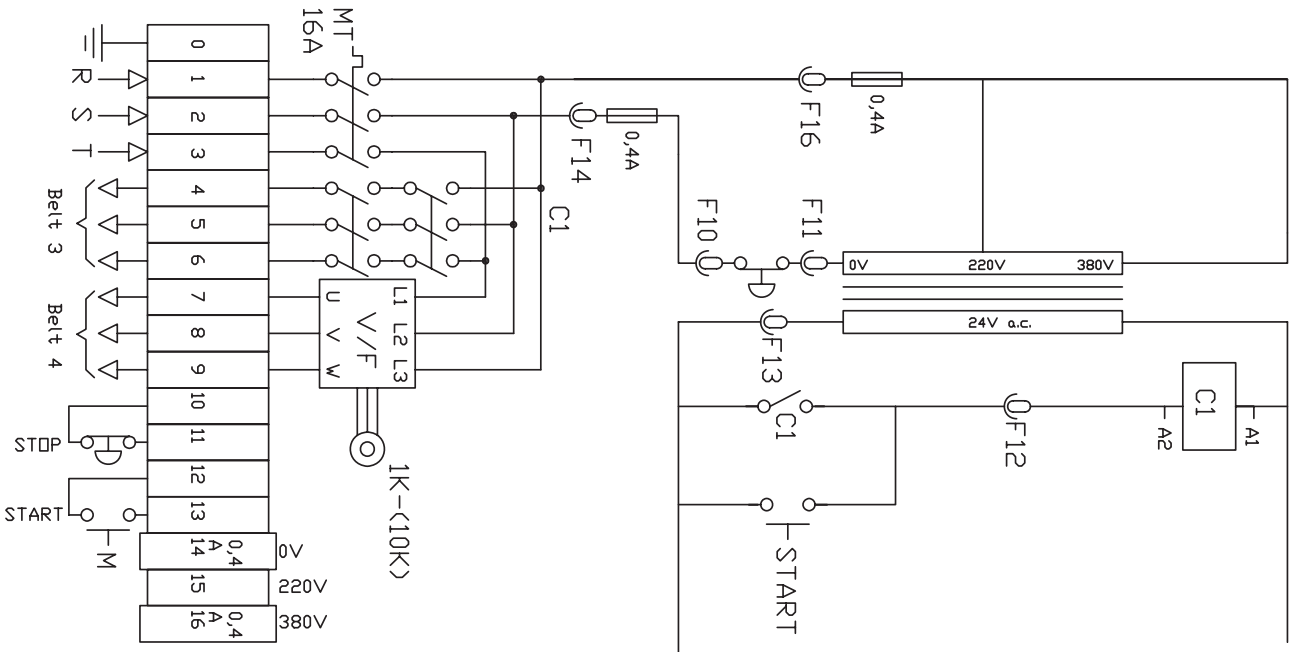 MT
16A
0
1
2
3
4
5
6
7
8
9
10
11
12
13
14 0,4 A
15
16 0,4 A
R
S
T
Belt 3
Belt 4
STOP
START
M
0V
220V
380V
U
V
W
L1
L2
L3
V/F
1K-(10K)
C1
F14
0,4A
F16
0,4A
F10
F11
0V
220V
380V
24V a.c.
F13
C1
F12
C1
A1
A2
START